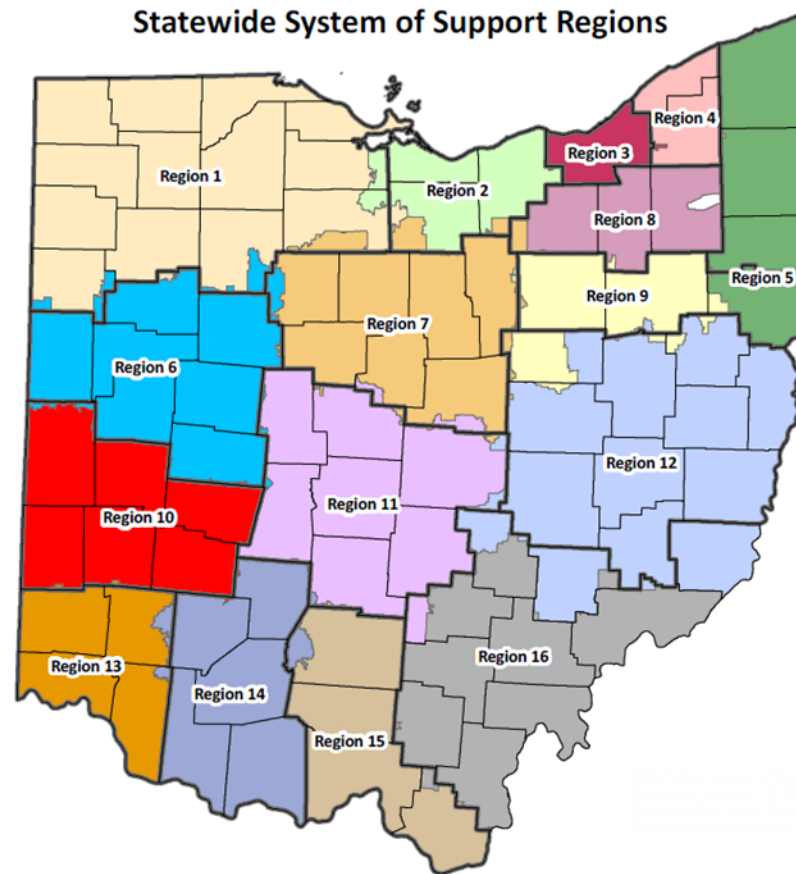 Statewide System of Support Regions
Region 4
Region 3
Region 1
Region 2
Region 8
Region 5
Region 9
Region 7
Region 6
Region 12
Region 11
Region 10
Region 16
Region 13
Region 14
Region 15